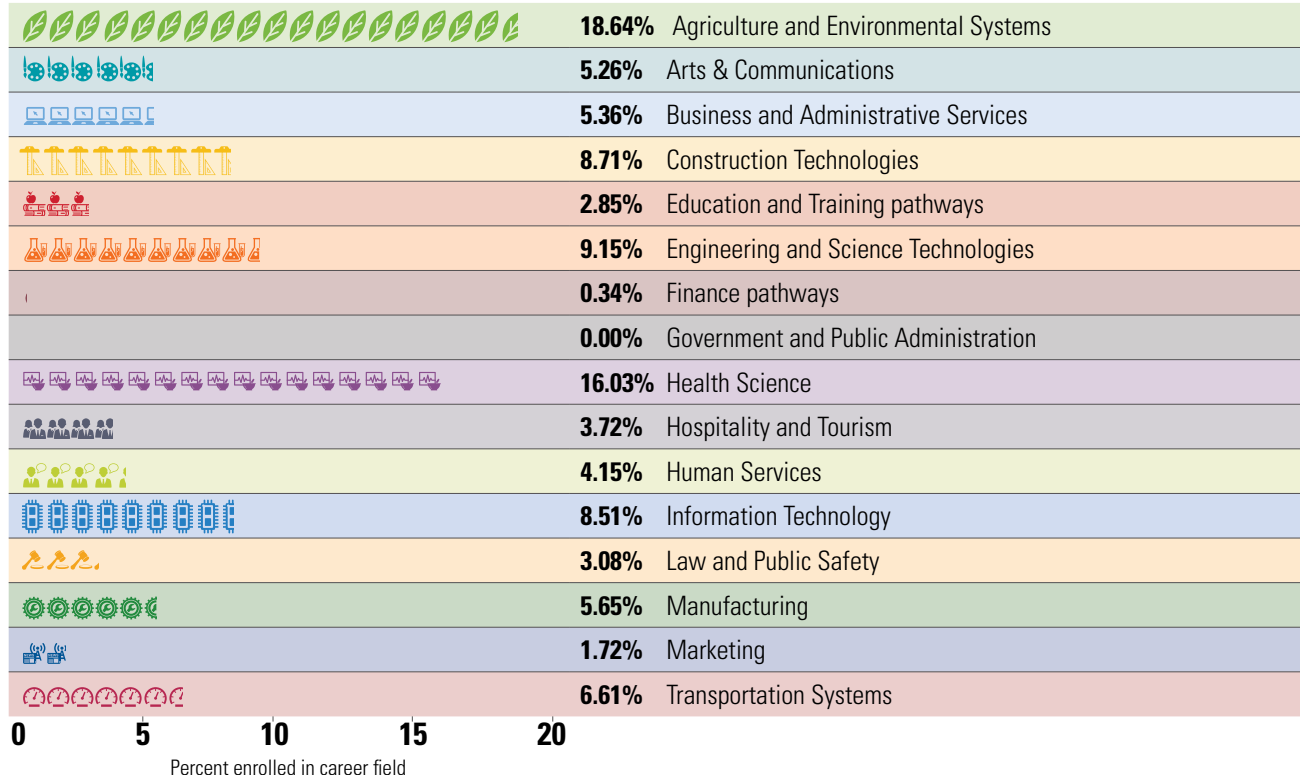 18.64% Agriculture and Environmental Systems
5.26% Arts & Communications
5.36% Business and Administrative Services
8.71% Construction Technologies
2.85% Education and Training pathways
9.15% Engineering and Science Technologies
0.34% Finance pathways
0.00% Government and Public Administration
16.03% Health Science
3.72% Hospitality and Tourism
4.15% Human Services
8.51% Information Technology
3.08% Law and Public Safety
5.65% Manufacturing
1.72% Marketing
6.61% Transportation Systems
0 5 10 15 20
Percent enrolled in career field